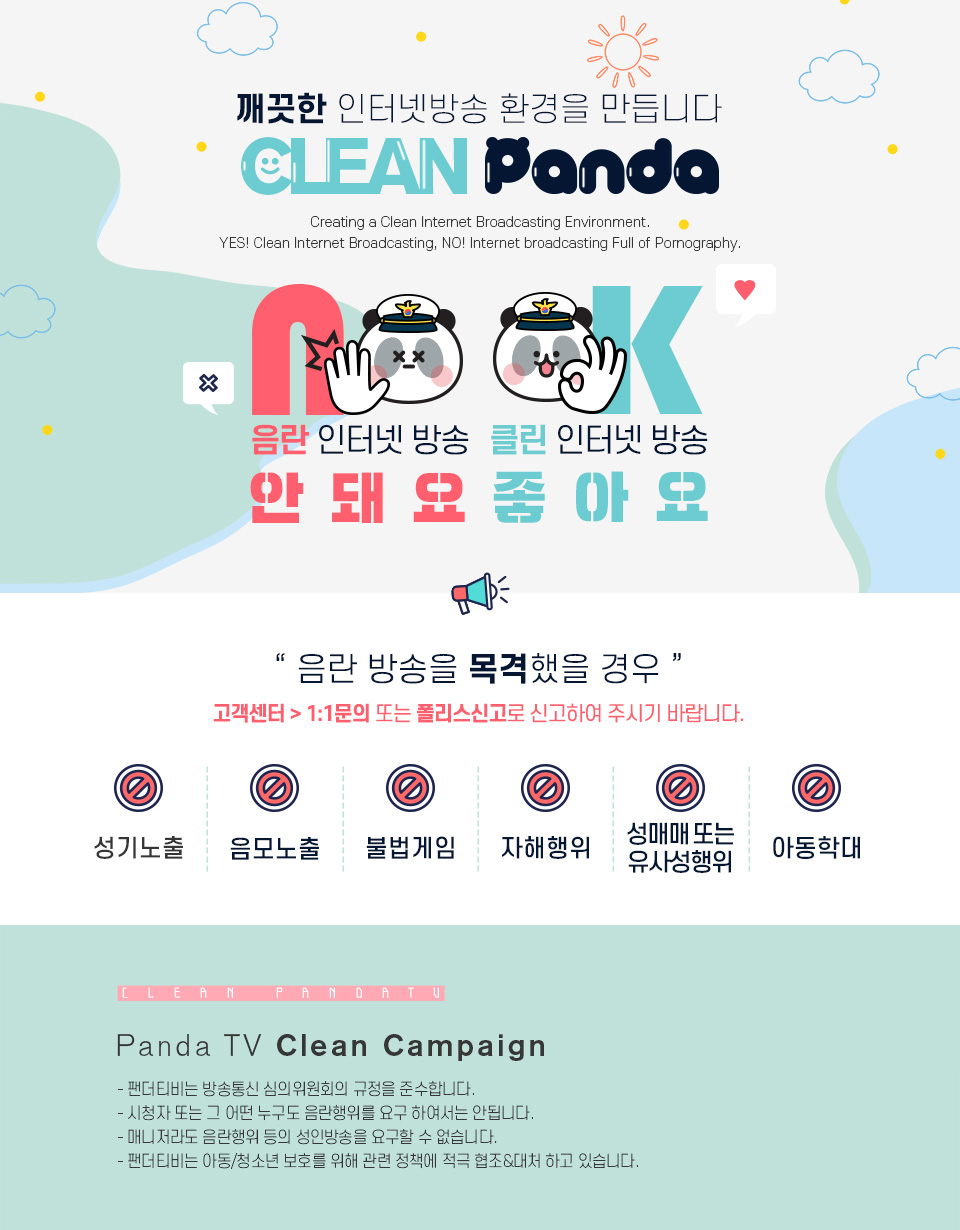 깨끗한 인터넷방송 환경을 만듭니다
CLEAN Panda
Creating a Clean Internet Broadcasting Environment.
YES! Clean Internet Broadcasting, NO! Internet broadcasting Full of Pornography.
n
K
음란 인터넷 방송
안돼요
클린 인터넷 방송
좋아요
“ 음란 방송을 목격했을 경우 ”
고객센터 > 1:1문의 또는 폴리스신고로 신고하여 주시기 바랍니다.
성기노출
음모노출
불법게임
자해행위
성매매 또는
유사성행위
아동학대
CLEAN PANDATV
Panda TV Clean Campaign
- 팬더티비는 방송통신 심의위원회의 규정을 준수합니다.
- 시청자 또는 그 어떤 누구도 음란행위를 요구 하여서는 안됩니다.
- 매니저라도 음란행위 등의 성인방송을 요구할 수 없습니다.
- 팬더티비는 아동/청소년 보호를 위해 관련 정책에 적극 협조&대처 하고 있습니다.